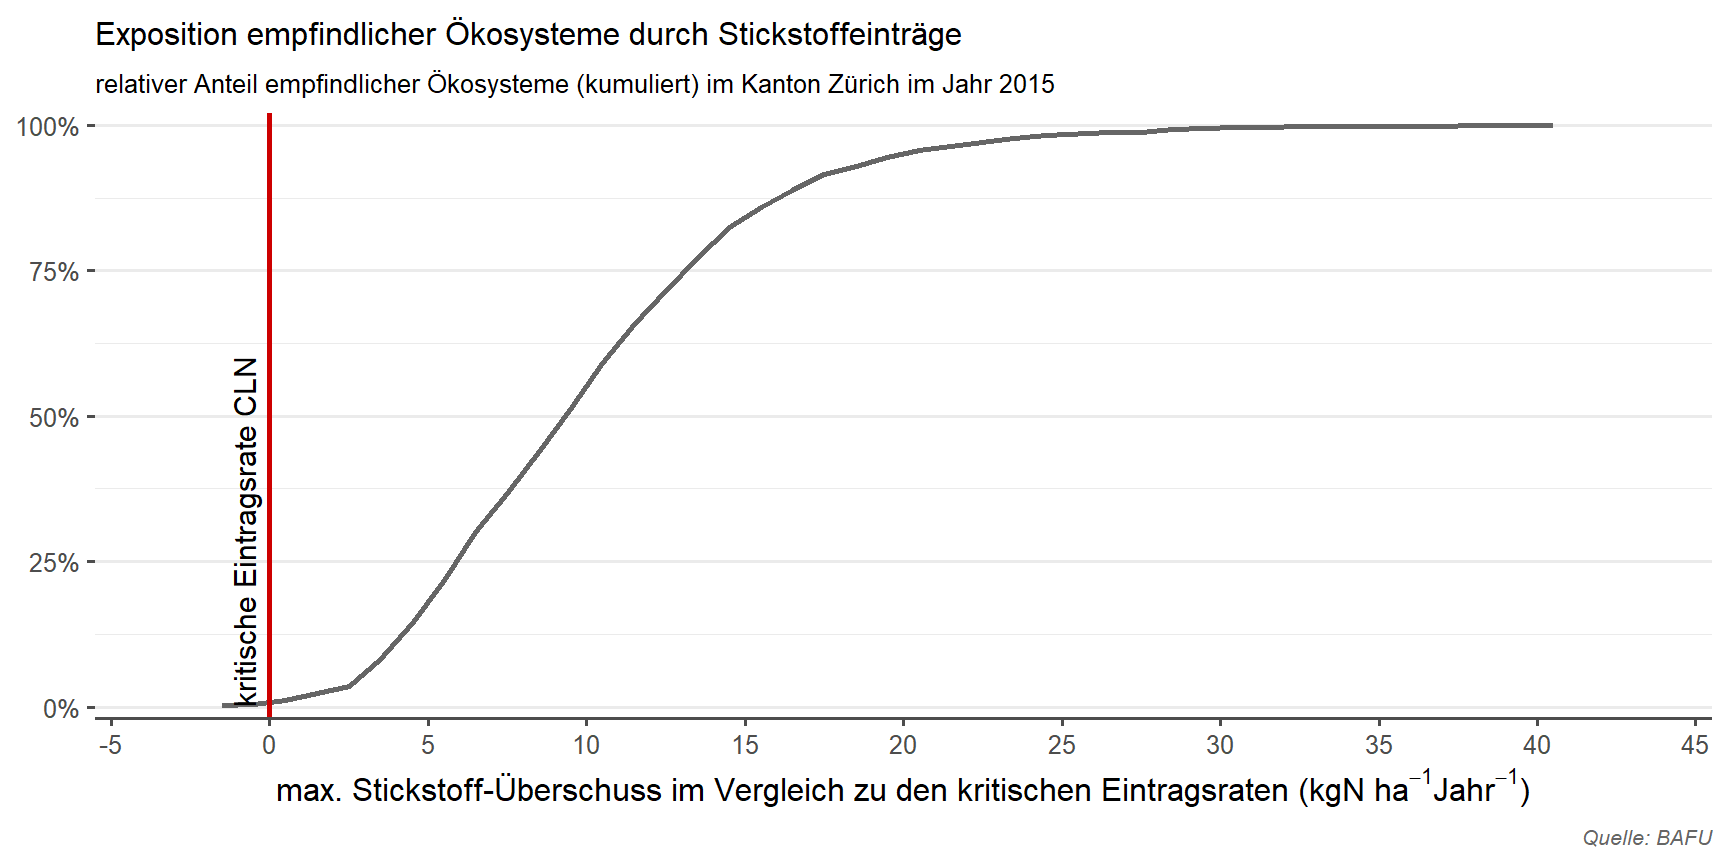 Exposition empfindlicher Ökosysteme durch Stickstoffeinträge
relativer Anteil empfindlicher Ökosysteme (kumuliert) im Kanton Zürich im Jahr 2015
100%
75%
50%
25%
0%
kritische Eintragsrate CLN
-5 0 5 10 15 20 25 30 35 40 45
max. Stickstoff-Überschuss im Vergleich zu den kritischen Eintragsraten (kgN ha⁻¹Jahr⁻¹)
Quelle: BAFU